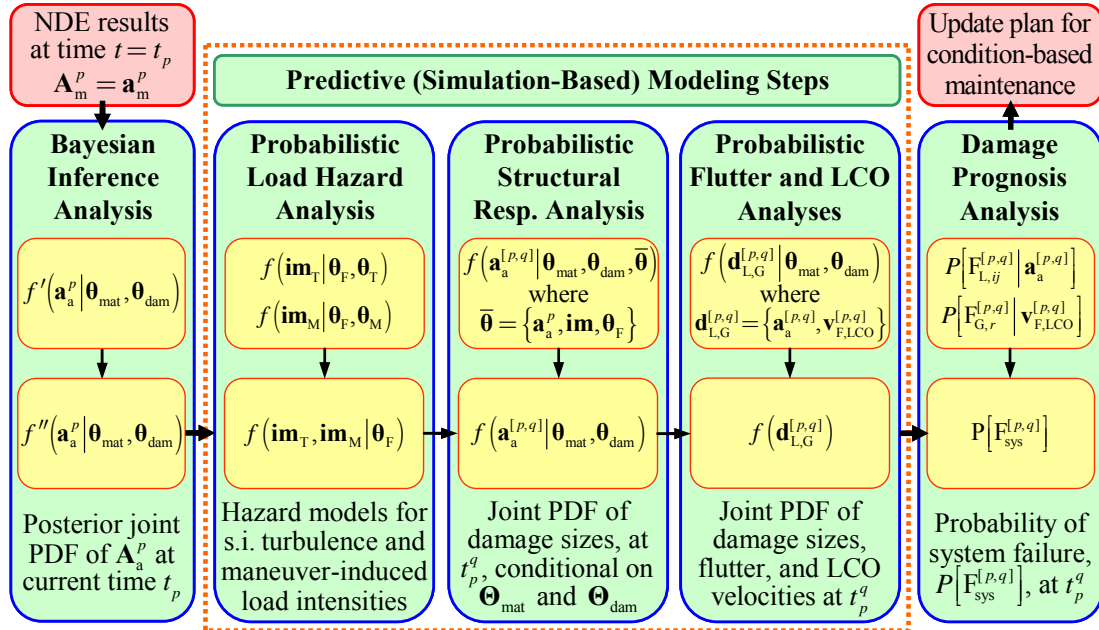 NDE results
at time t = t_p
A_m^p = a_m^p
Predictive (Simulation-Based) Modeling Steps
Update plan for
condition-based
maintenance
Bayesian
Inference
Analysis
f′(a_a^p|θ_mat, θ_dam)
f″(a_a^p|θ_mat, θ_dam)
Posterior joint
PDF of A_a^p at
current time t_p
Probabilistic
Load Hazard
Analysis
f(im_T|θ_F, θ_T)
f(im_M|θ_F, θ_M)
f(im_T, im_M|θ_F)
Hazard models for
s.i. turbulence and
maneuver-induced
load intensities
Probabilistic
Structural
Resp. Analysis
f(a_a^[p,q]|θ_mat, θ_dam, θ̄)
where
θ̄ = {a_a^p, im, θ_F}
f(a_a^[p,q]|θ_mat, θ_dam)
Joint PDF of
damage sizes, at
t_p^q, conditional on
Θ_mat and Θ_dam
Probabilistic
Flutter and LCO
Analyses
f(d_L,G^[p,q]|θ_mat, θ_dam)
where
d_L,G^[p,q] = {a_a^[p,q], v_F,LCO^[p,q]}
f(d_L,G^[p,q])
Joint PDF of
damage sizes,
flutter, and LCO
velocities at t_p^q
Damage
Prognosis
Analysis
P[F_L,ij^[p,q]|a_a^[p,q]]
P[F_G,r^[p,q]|v_F,LCO^[p,q]]
P[F_sys^[p,q]]
Probability of
system failure,
P[F_sys^[p,q]], at t_p^q